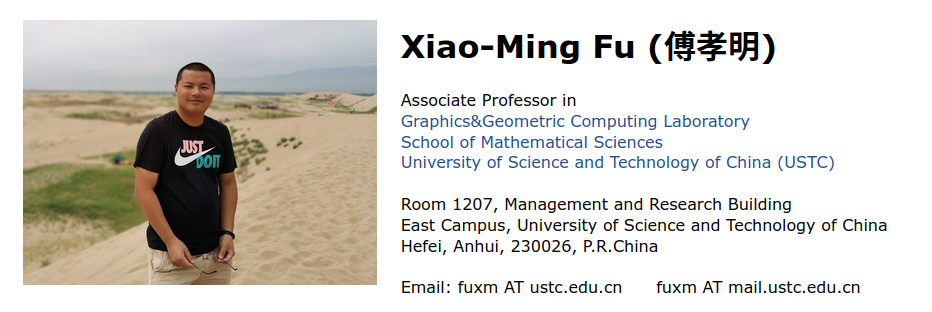 Xiao-Ming Fu (傅孝明)
JUST
DO IT
Associate Professor in
Graphics&Geometric Computing Laboratory
School of Mathematical Sciences
University of Science and Technology of China (USTC)
Room 1207, Management and Research Building
East Campus, University of Science and Technology of China
Hefei, Anhui, 230026, P.R.China
Email: fuxm AT ustc.edu.cn fuxm AT mail.ustc.edu.cn